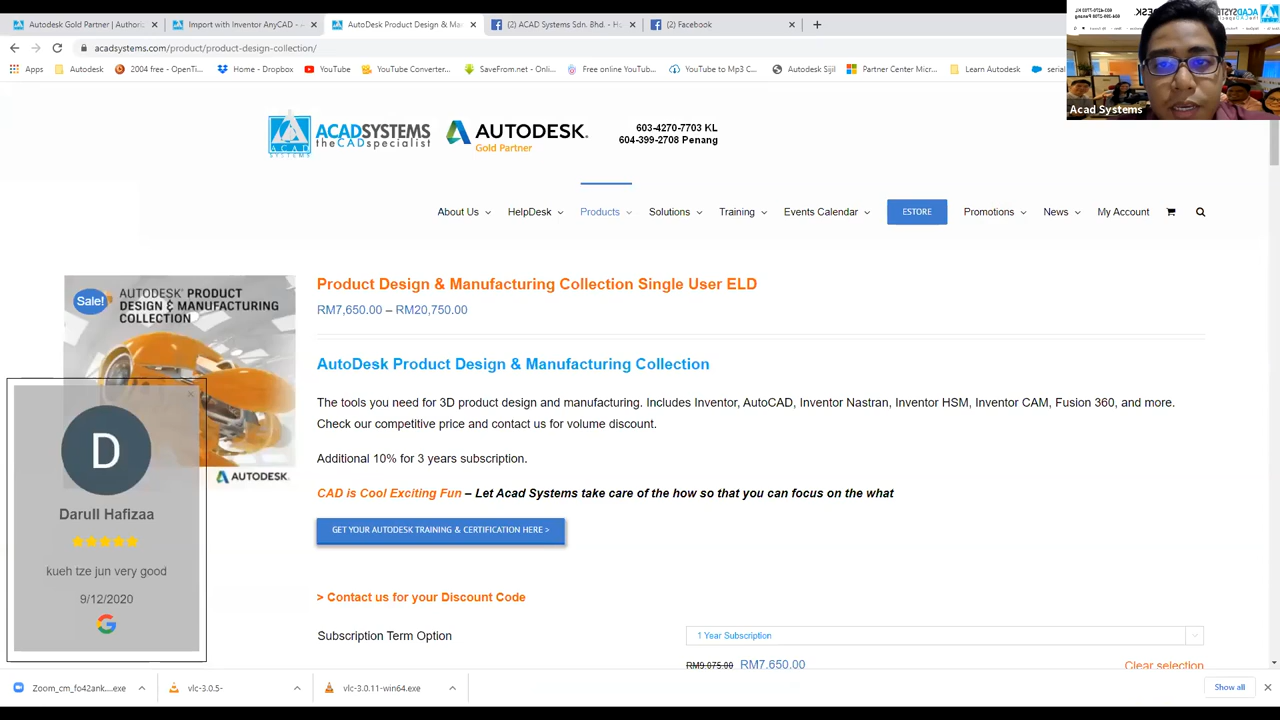 Autodesk Gold Partner | Authori
Import with Inventor AnyCAD -
AutoDesk Product Design & Ma
(2) ACAD Systems Sdn. Bhd. - H
(2) Facebook
acadsystems.com/product/product-design-collection/
Apps
Autodesk
2004 free - OpenTi...
Home - Dropbox
YouTube
YouTube Converter...
SaveFrom.net - Onli...
Free online YouTub...
YouTube to Mp3 C...
Autodesk Sijil
Partner Center Micr...
Learn Autodesk
serial
Acad Systems
ACADSYSTEMS
theCADspecialist
ACAD
SYSTEMS
AUTODESK.
Gold Partner
603-4270-7703 KL
604-399-2708 Penang
About Us
HelpDesk
Products
Solutions
Training
Events Calendar
ESTORE
Promotions
News
My Account
Sale!
AUTODESK® PRODUCT
DESIGN & MANUFACTURING
COLLECTION
AUTODESK.
Product Design & Manufacturing Collection Single User ELD
RM7,650.00 – RM20,750.00
AutoDesk Product Design & Manufacturing Collection
The tools you need for 3D product design and manufacturing. Includes Inventor, AutoCAD, Inventor Nastran, Inventor HSM, Inventor CAM, Fusion 360, and more.
Check our competitive price and contact us for volume discount.
Additional 10% for 3 years subscription.
CAD is Cool Exciting Fun – Let Acad Systems take care of the how so that you can focus on the what
GET YOUR AUTODESK TRAINING & CERTIFICATION HERE >
> Contact us for your Discount Code
Subscription Term Option
1 Year Subscription
RM9,075.00 RM7,650.00
Clear selection
D
Darull Hafizaa
kueh tze jun very good
9/12/2020
Zoom_cm_fo42ank....exe
vlc-3.0.5-
vlc-3.0.11-win64.exe
Show all